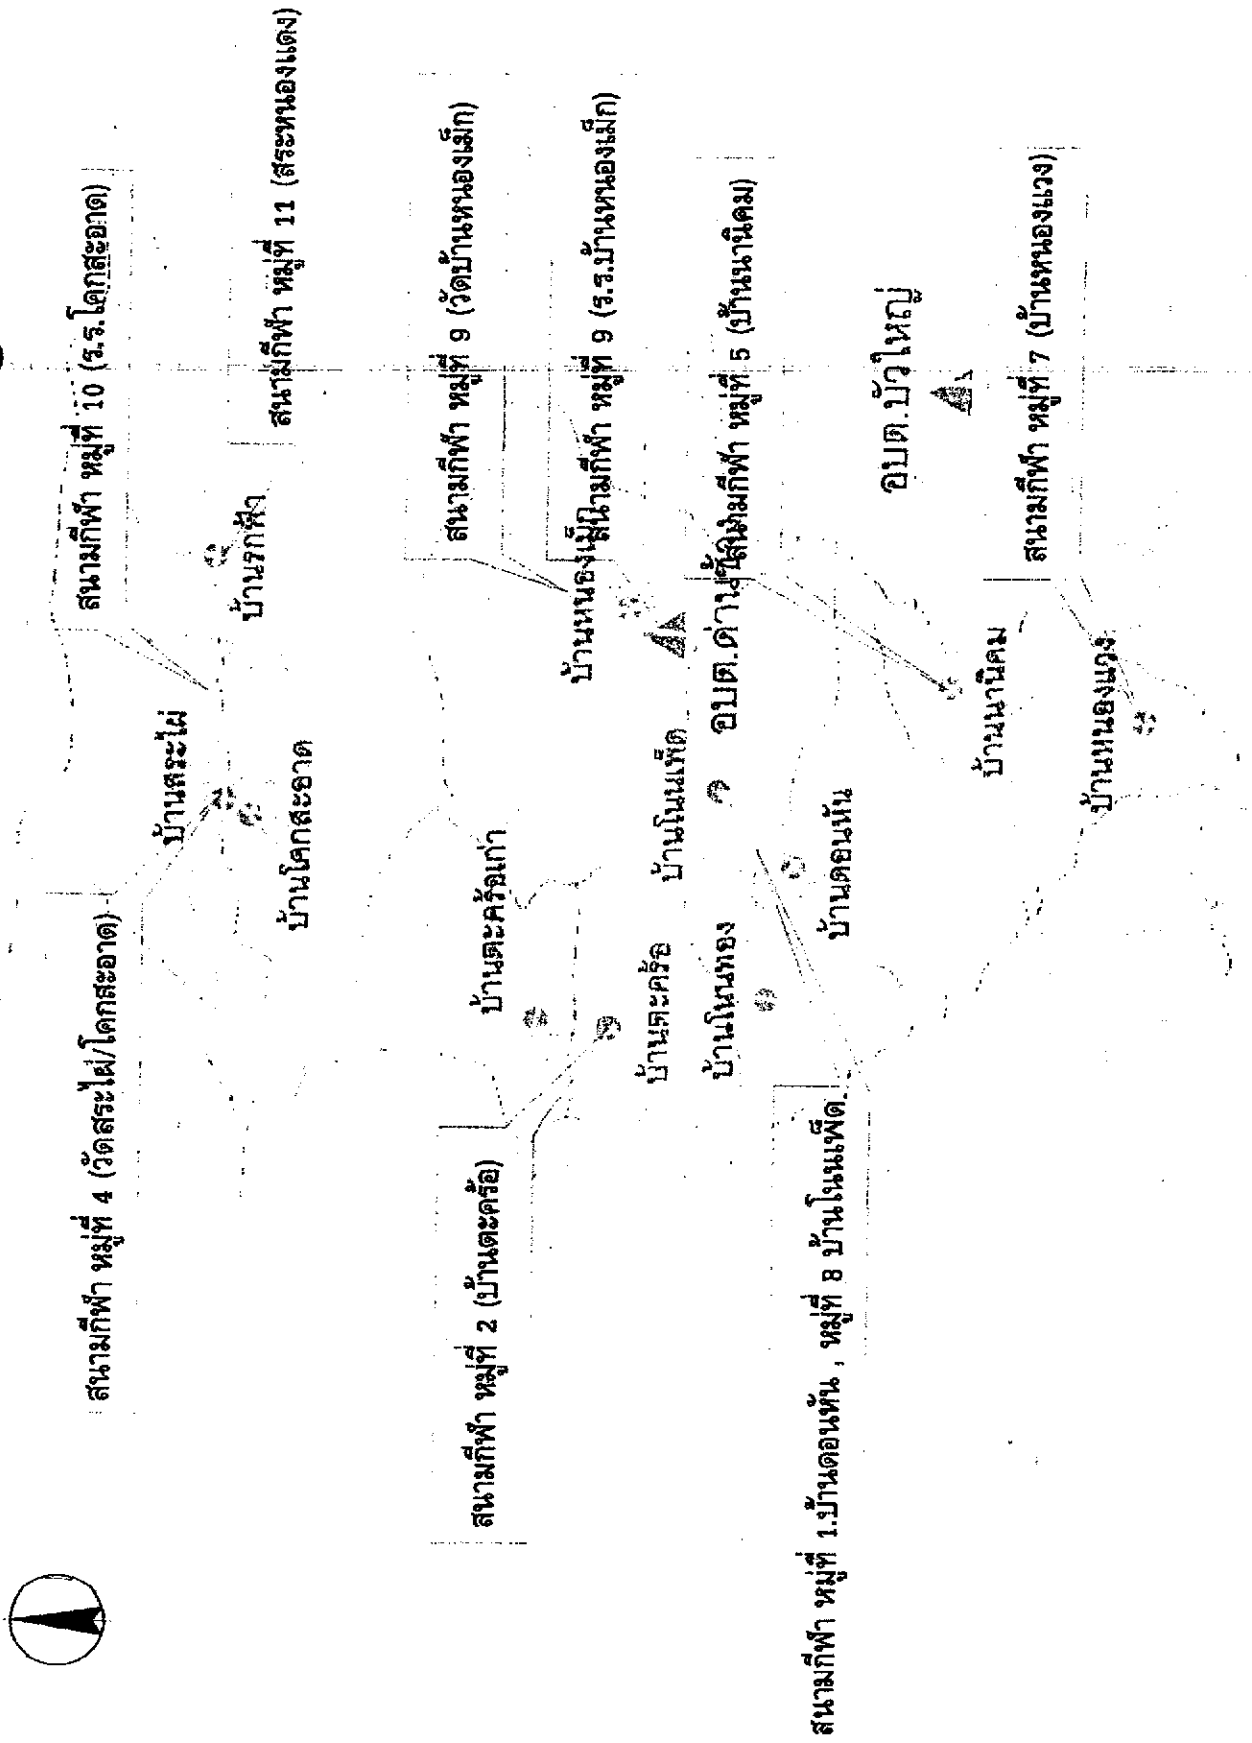 สนามกีฬา หมู่ที่ 4 (วัดสระไผ่/โคกสะอาด)
สนามกีฬา หมู่ที่ 10 (ร.ร.โคกสะอาด)
บ้านสระไผ่
บ้านรกฟ้า
สนามกีฬา หมู่ที่ 11 (สระหนองแดง)
บ้านโคกสะอาด
สนามกีฬา หมู่ที่ 9 (วัดบ้านหนองเม็ก)
สนามกีฬา หมู่ที่ 2 (บ้านตะคร้อ)
บ้านตะคร้อเก่า
บ้านหนองเม็ก
สนามกีฬา หมู่ที่ 9 (ร.ร.บ้านหนองเม็ก)
บ้านตะคร้อ
บ้านโนนเพ็ด
บ้านโนนทอง
อบต.ด่านช้าง
สนามกีฬา หมู่ที่ 5 (บ้านนานิคม)
สนามกีฬา หมู่ที่ 1.บ้านดอนหัน , หมู่ที่ 8 บ้านโนนเพ็ด
บ้านดอนหัน
อบต.บัวใหญ่
บ้านนานิคม
สนามกีฬา หมู่ที่ 7 (บ้านหนองแวง)
บ้านหนองแวง